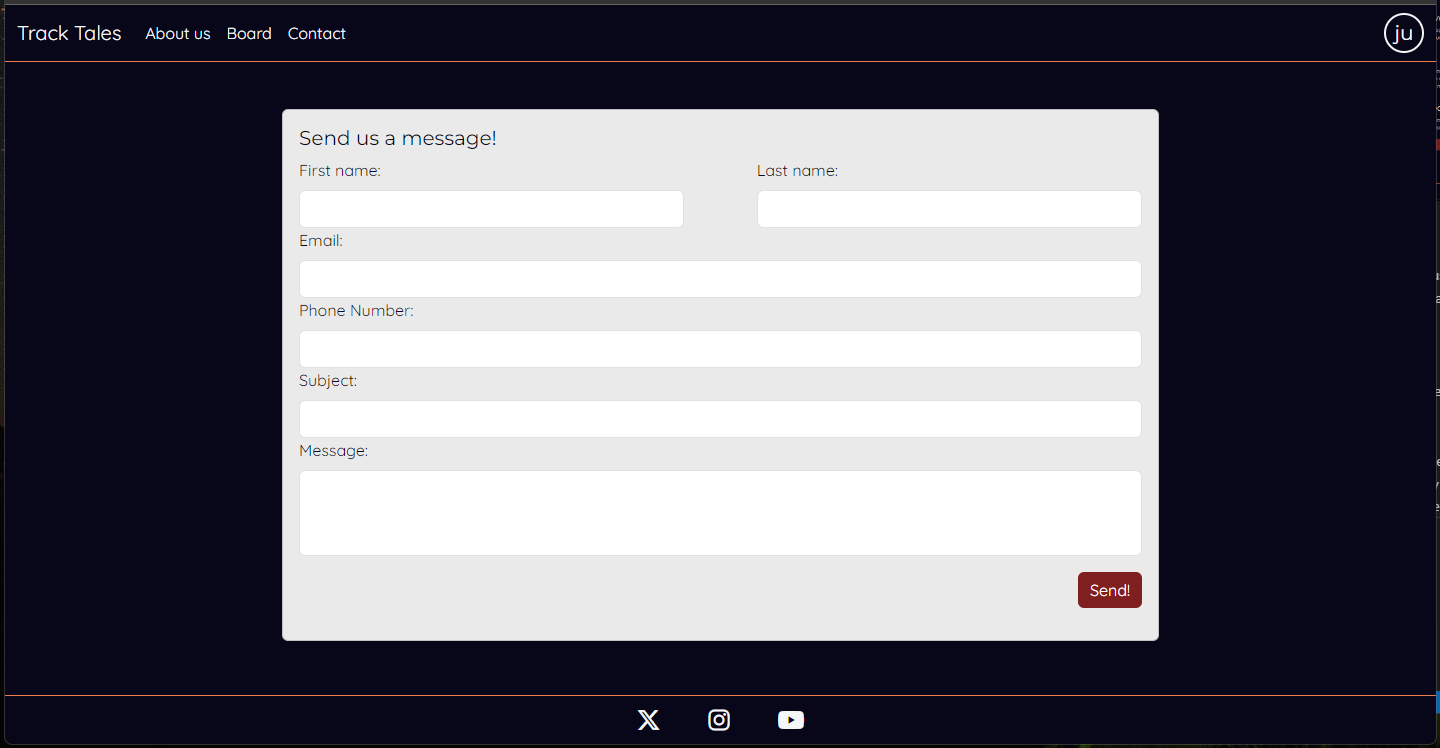 Track Tales About us Board Contact ju
Send us a message!
First name: Last name:
Email:
Phone Number:
Subject:
Message:
Send!